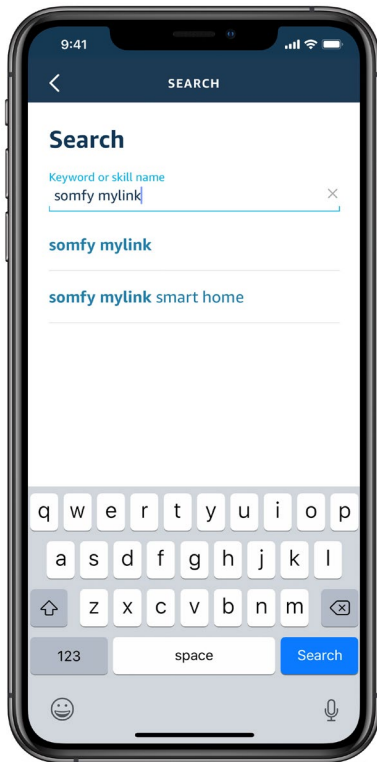 9:41
SEARCH
Search
Keyword or skill name
somfy mylink
somfy mylink
somfy mylink smart home
q w e r t y u i o p
a s d f g h j k l
z x c v b n m
123 space Search